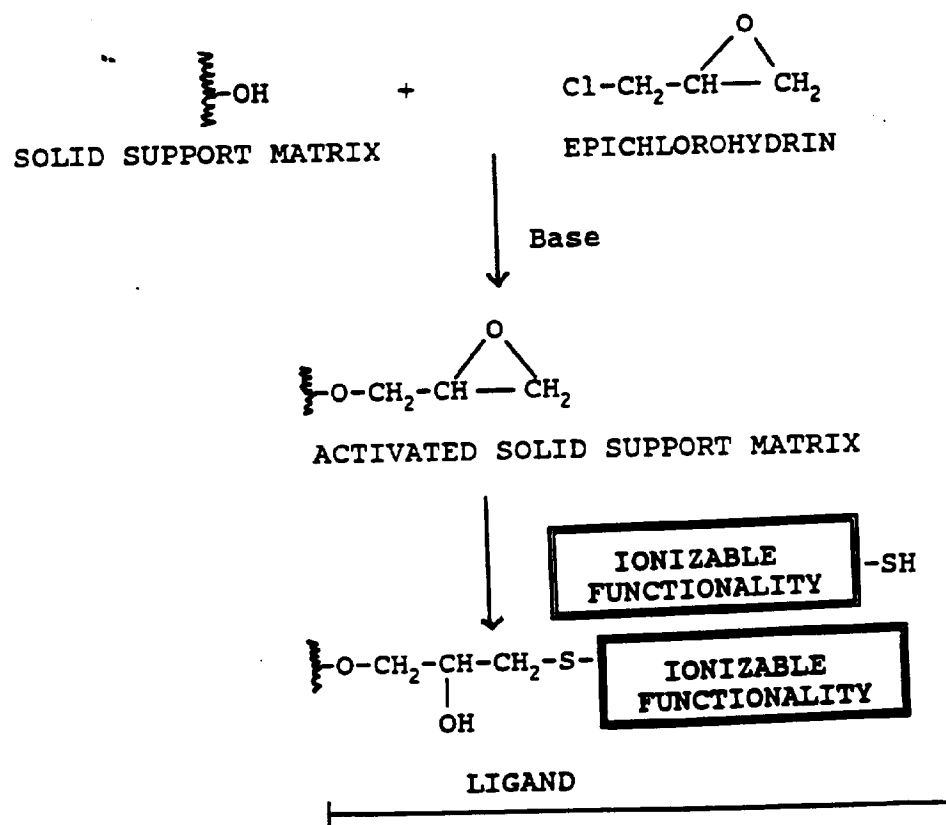 O
-OH + Cl-CH₂-CH—CH₂
SOLID SUPPORT MATRIX EPICHLOROHYDRIN
Base
O
-O-CH₂-CH—CH₂
ACTIVATED SOLID SUPPORT MATRIX
IONIZABLE
FUNCTIONALITY -SH
-O-CH₂-CH-CH₂-S- IONIZABLE
FUNCTIONALITY
OH
LIGAND